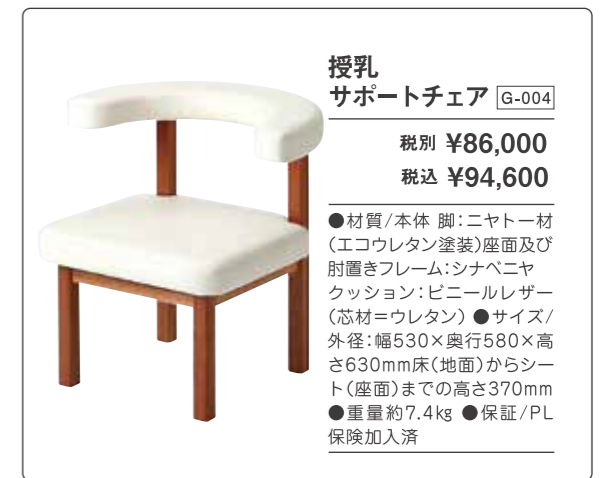 授乳
サポートチェア G-004
税別 ¥86,000
税込 ¥94,600
●材質/本体 脚：ニヤトー材
（エコウレタン塗装）座面及び
肘置きフレーム：シナベニヤ
クッション：ビニールレザー
（芯材＝ウレタン）●サイズ/
外径：幅530×奥行580×高
さ630mm床（地面）からシー
ト（座面）までの高さ370mm
●重量約7.4kg ●保証/PL
保険加入済